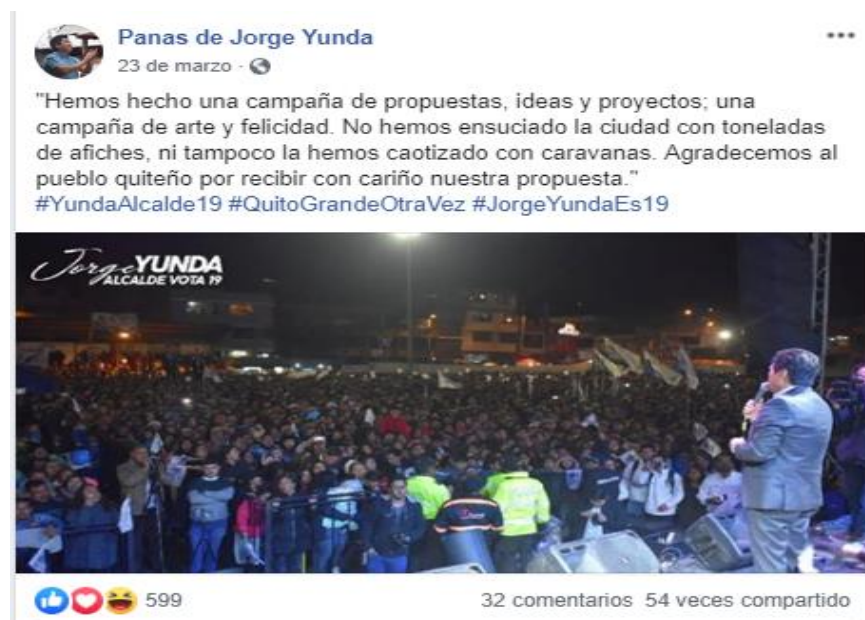 Panas de Jorge Yunda
23 de marzo ·
"Hemos hecho una campaña de propuestas, ideas y proyectos; una
campaña de arte y felicidad. No hemos ensuciado la ciudad con toneladas
de afiches, ni tampoco la hemos caotizado con caravanas. Agradecemos al
pueblo quiteño por recibir con cariño nuestra propuesta."
#YundaAlcalde19 #QuitoGrandeOtraVez #JorgeYundaEs19
Jorge YUNDA
ALCALDE VOTA 19
599 32 comentarios 54 veces compartido